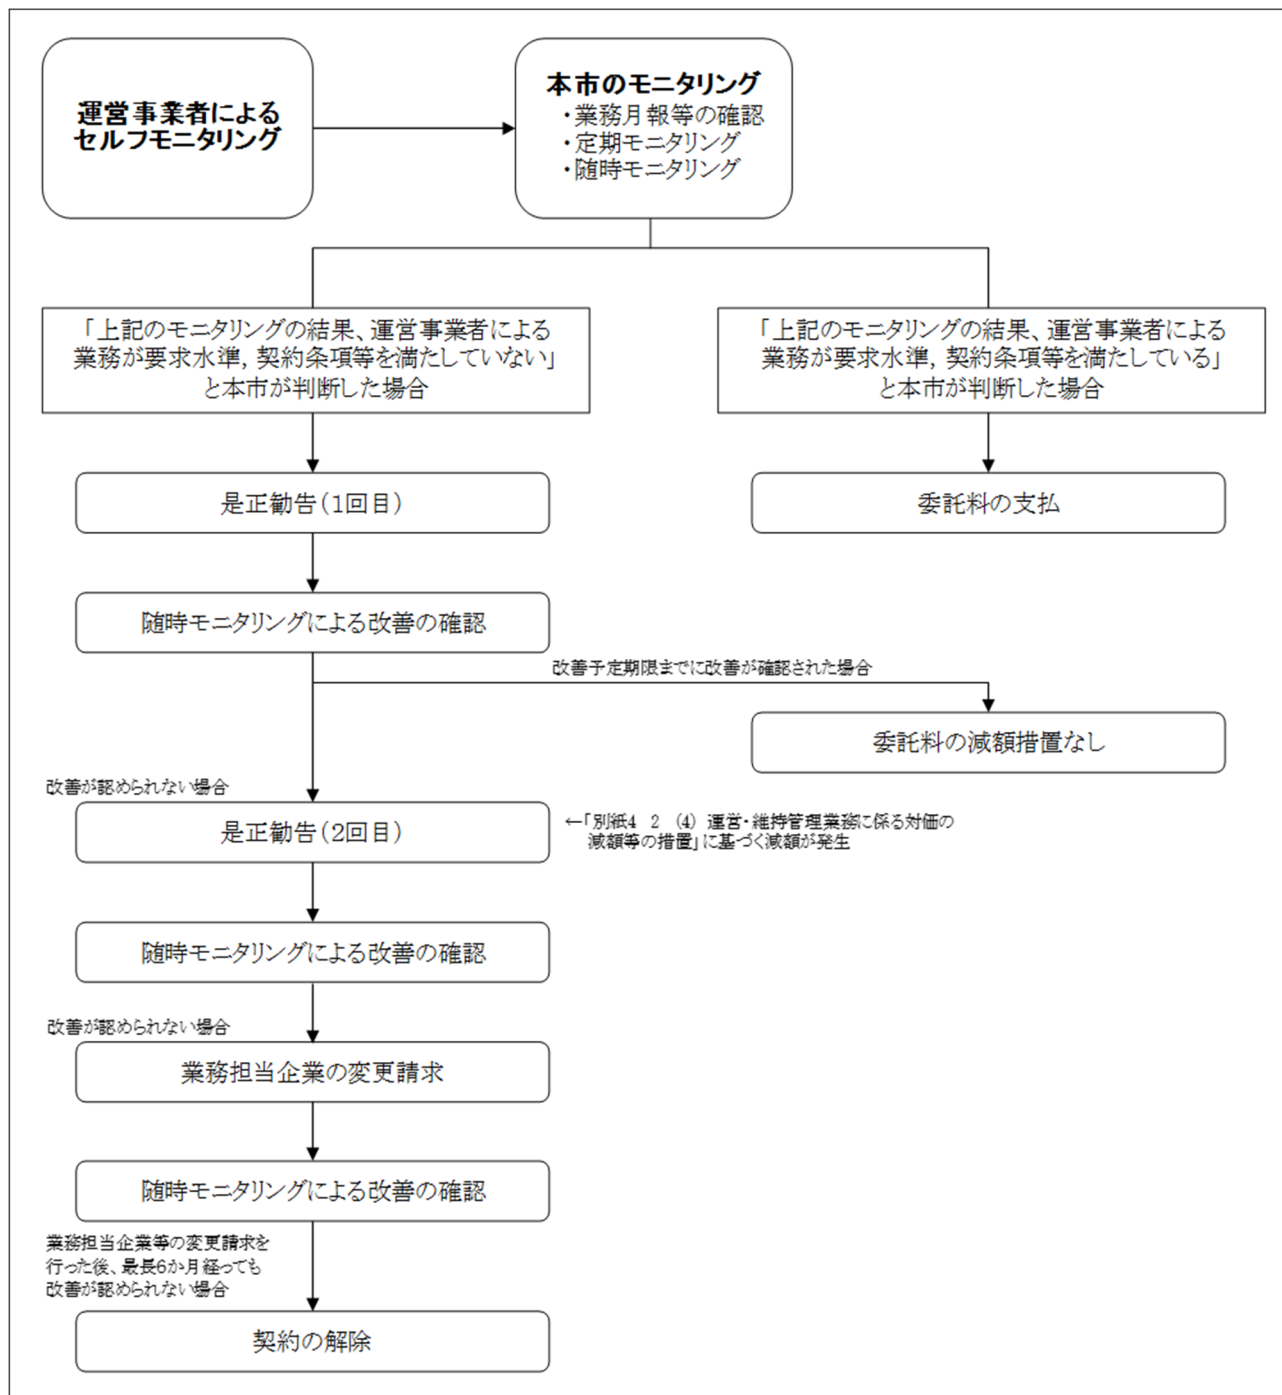 運営事業者による
セルフモニタリング
本市のモニタリング
・業務月報等の確認
・定期モニタリング
・随時モニタリング
「上記のモニタリングの結果、運営事業者による
業務が要求水準，契約条項等を満たしていない」
と本市が判断した場合
「上記のモニタリングの結果、運営事業者による
業務が要求水準，契約条項等を満たしている」
と本市が判断した場合
是正勧告（1回目）
委託料の支払
随時モニタリングによる改善の確認
改善予定期限までに改善が確認された場合
委託料の減額措置なし
改善が認められない場合
是正勧告（2回目）
←「別紙4 2 (4) 運営・維持管理業務に係る対価の
減額等の措置」に基づく減額が発生
随時モニタリングによる改善の確認
改善が認められない場合
業務担当企業の変更請求
随時モニタリングによる改善の確認
業務担当企業等の変更請求を
行った後、最長6か月経っても
改善が認められない場合
契約の解除